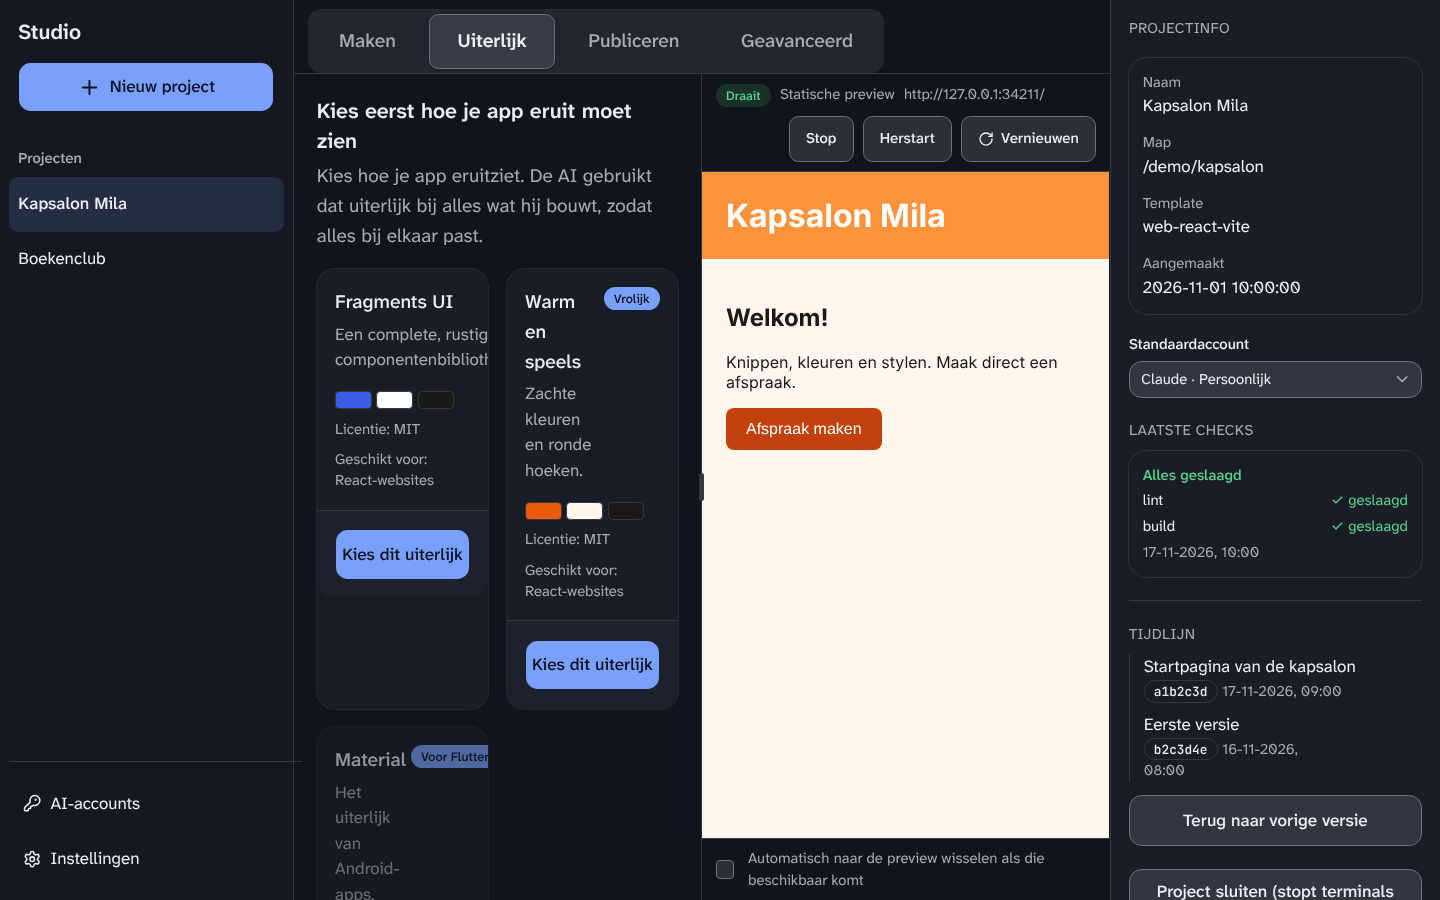 Studio
Nieuw project
Projecten
Kapsalon Mila
Boekenclub
AI-accounts
Instellingen
Maken
Uiterlijk
Publiceren
Geavanceerd
Kies eerst hoe je app eruit moet
zien
Kies hoe je app eruitziet. De AI gebruikt
dat uiterlijk bij alles wat hij bouwt, zodat
alles bij elkaar past.
Fragments UI
Een complete, rustig
componentenbiblioth
Licentie: MIT
Geschikt voor:
React-websites
Kies dit uiterlijk
Warm
en
speels
Vrolijk
Zachte
kleuren
en ronde
hoeken.
Licentie: MIT
Geschikt voor:
React-websites
Kies dit uiterlijk
Material
Voor Flutter
Het
uiterlijk
van
Android-
apps.
Draait
Statische preview
http://127.0.0.1:34211/
Stop
Herstart
Vernieuwen
Kapsalon Mila
Welkom!
Knippen, kleuren en stylen. Maak direct een
afspraak.
Afspraak maken
Automatisch naar de preview wisselen als die
beschikbaar komt
PROJECTINFO
Naam
Kapsalon Mila
Map
/demo/kapsalon
Template
web-react-vite
Aangemaakt
2026-11-01 10:00:00
Standaardaccount
Claude · Persoonlijk
LAATSTE CHECKS
Alles geslaagd
lint ✓ geslaagd
build ✓ geslaagd
17-11-2026, 10:00
TIJDLIJN
Startpagina van de kapsalon
a1b2c3d 17-11-2026, 09:00
Eerste versie
b2c3d4e 16-11-2026,
08:00
Terug naar vorige versie
Project sluiten (stopt terminals